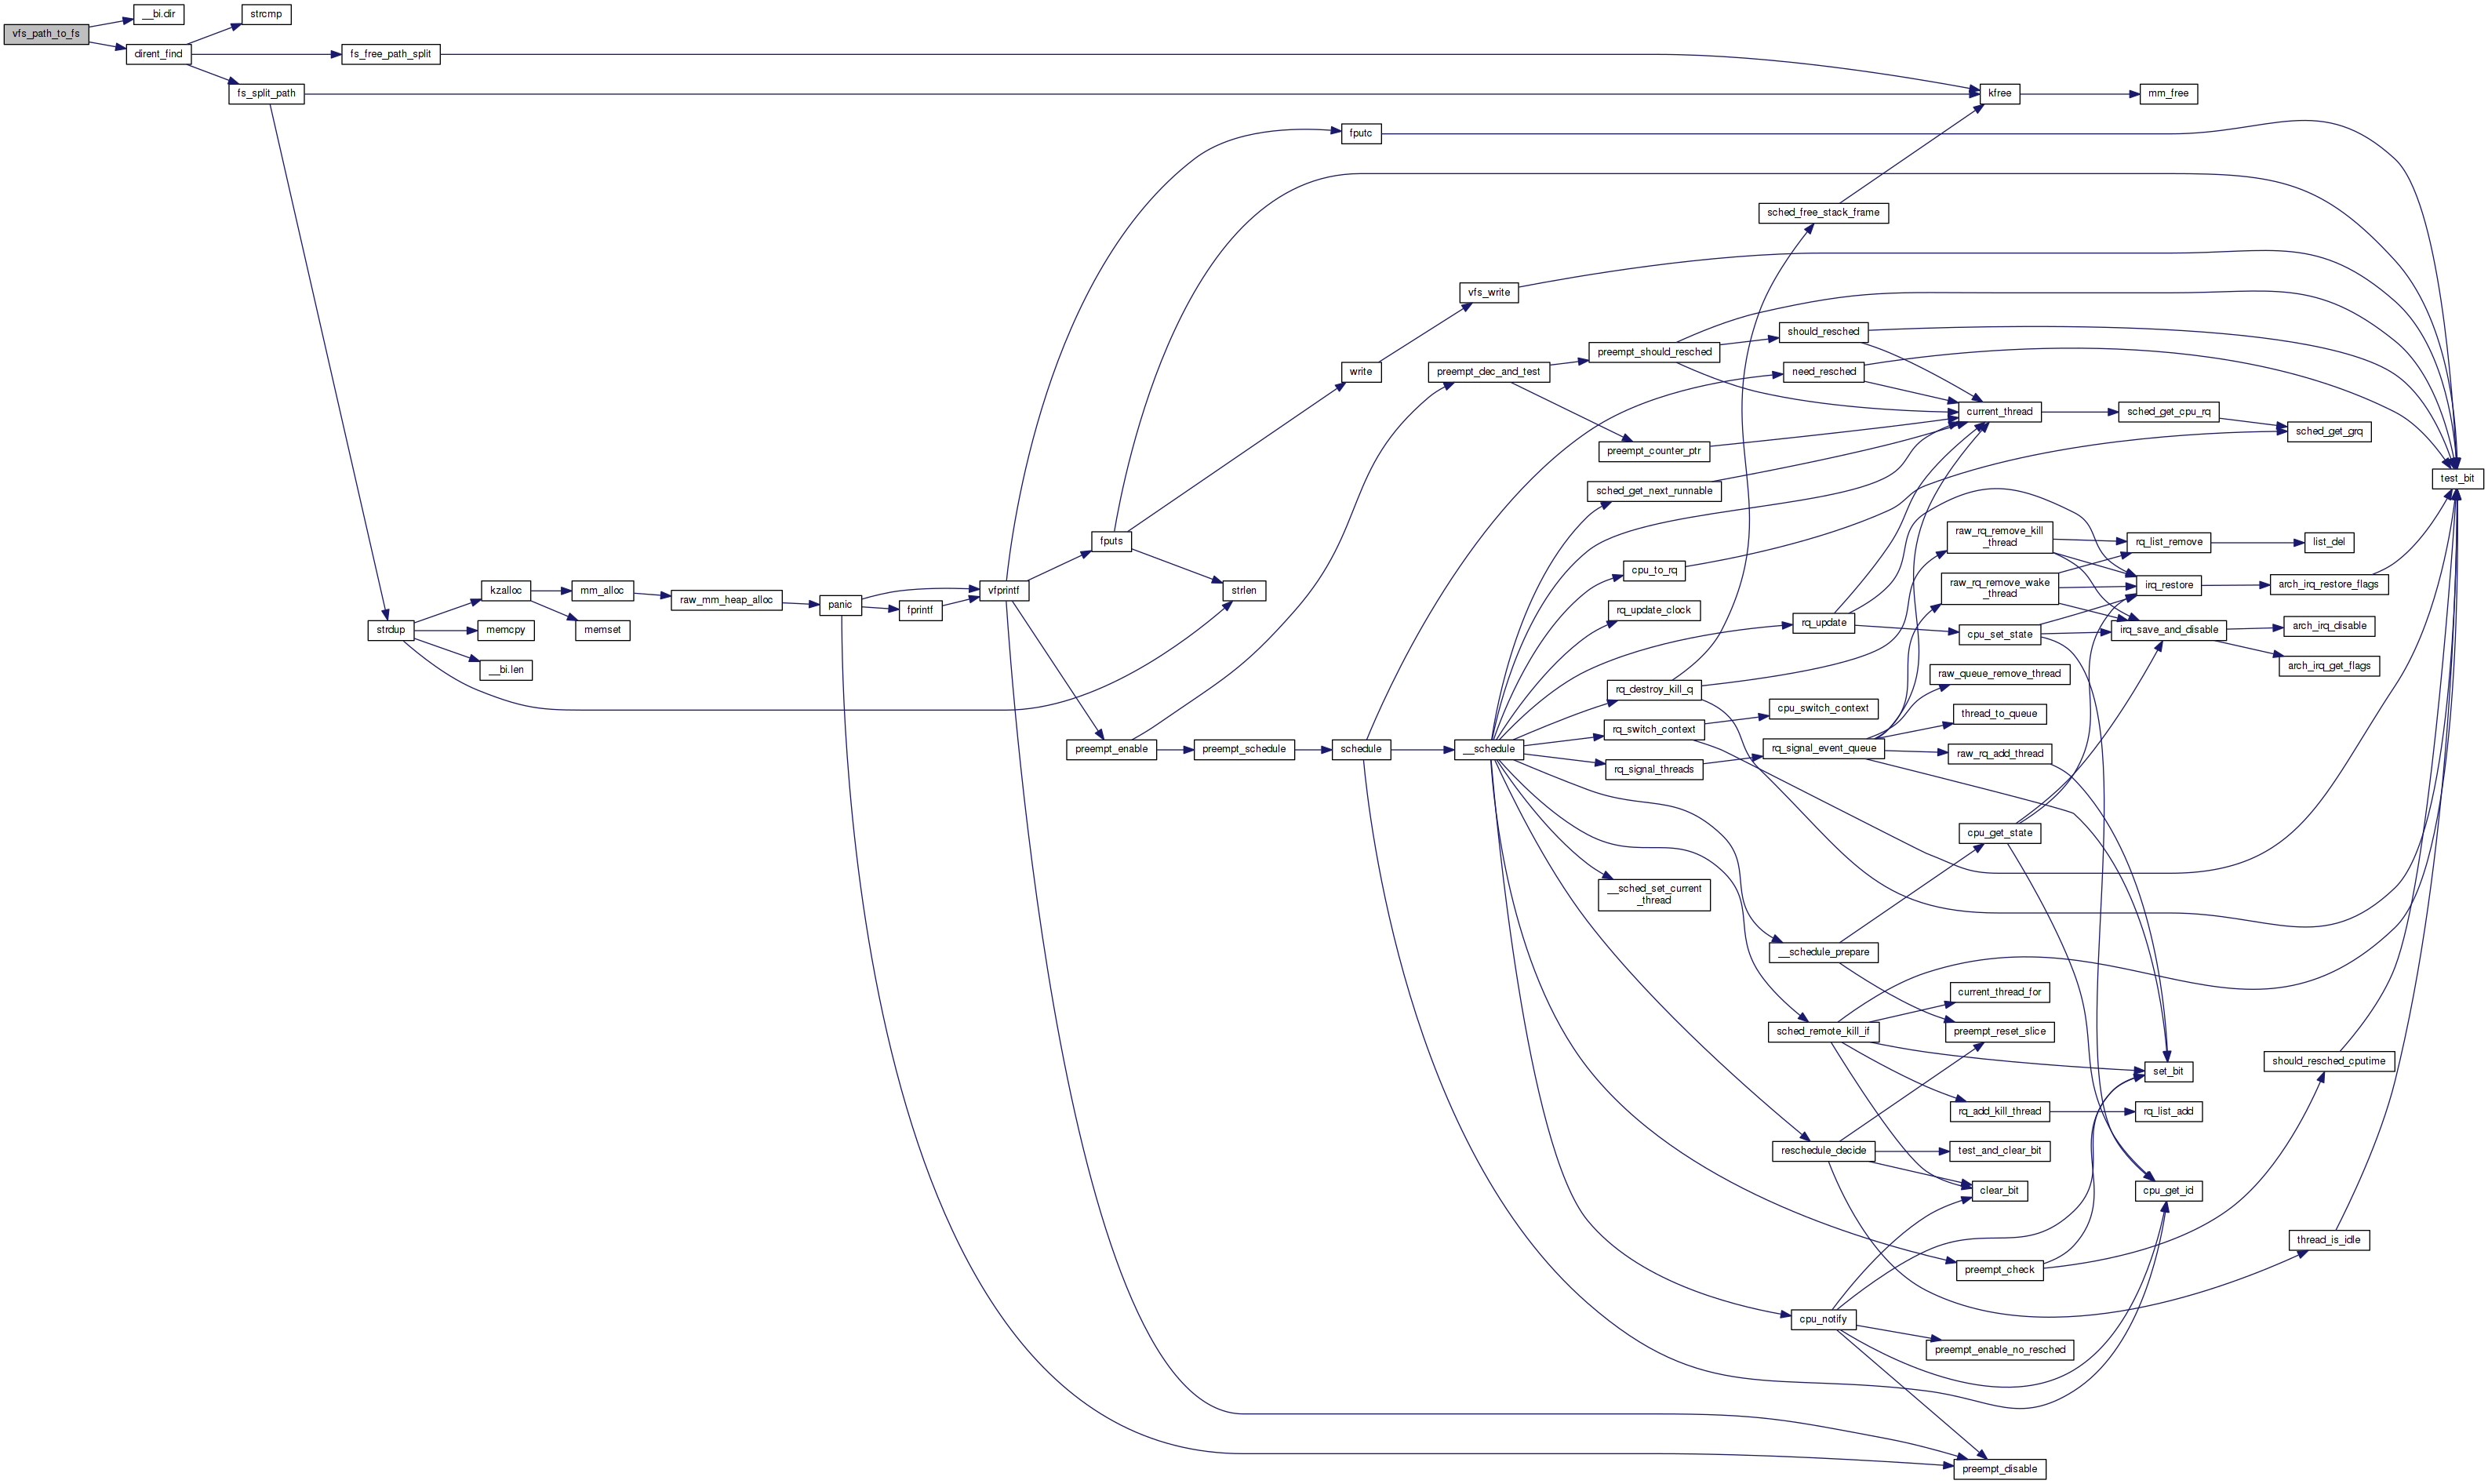 __bi.dir
strcmp
vfs_path_to_fs
dirent_find
fs_free_path_split
fs_split_path
kfree
mm_free
fputc
sched_free_stack_frame
vfs_write
should_resched
preempt_should_resched
write
preempt_dec_and_test
need_resched
current_thread
sched_get_cpu_rq
sched_get_grq
preempt_counter_ptr
test_bit
sched_get_next_runnable
raw_rq_remove_kill
_thread
rq_list_remove
list_del
fputs
cpu_to_rq
raw_rq_remove_wake
_thread
irq_restore
arch_irq_restore_flags
kzalloc
mm_alloc
raw_mm_heap_alloc
panic
fprintf
vfprintf
strlen
rq_update_clock
rq_update
strdup
memcpy
memset
cpu_set_state
irq_save_and_disable
arch_irq_disable
__bi.len
arch_irq_get_flags
raw_queue_remove_thread
rq_destroy_kill_q
cpu_switch_context
thread_to_queue
rq_switch_context
preempt_enable
preempt_schedule
schedule
__schedule
rq_signal_event_queue
raw_rq_add_thread
rq_signal_threads
cpu_get_state
__sched_set_current
_thread
__schedule_prepare
current_thread_for
sched_remote_kill_if
preempt_reset_slice
should_resched_cputime
set_bit
rq_add_kill_thread
rq_list_add
reschedule_decide
test_and_clear_bit
clear_bit
cpu_get_id
thread_is_idle
preempt_check
cpu_notify
preempt_enable_no_resched
preempt_disable